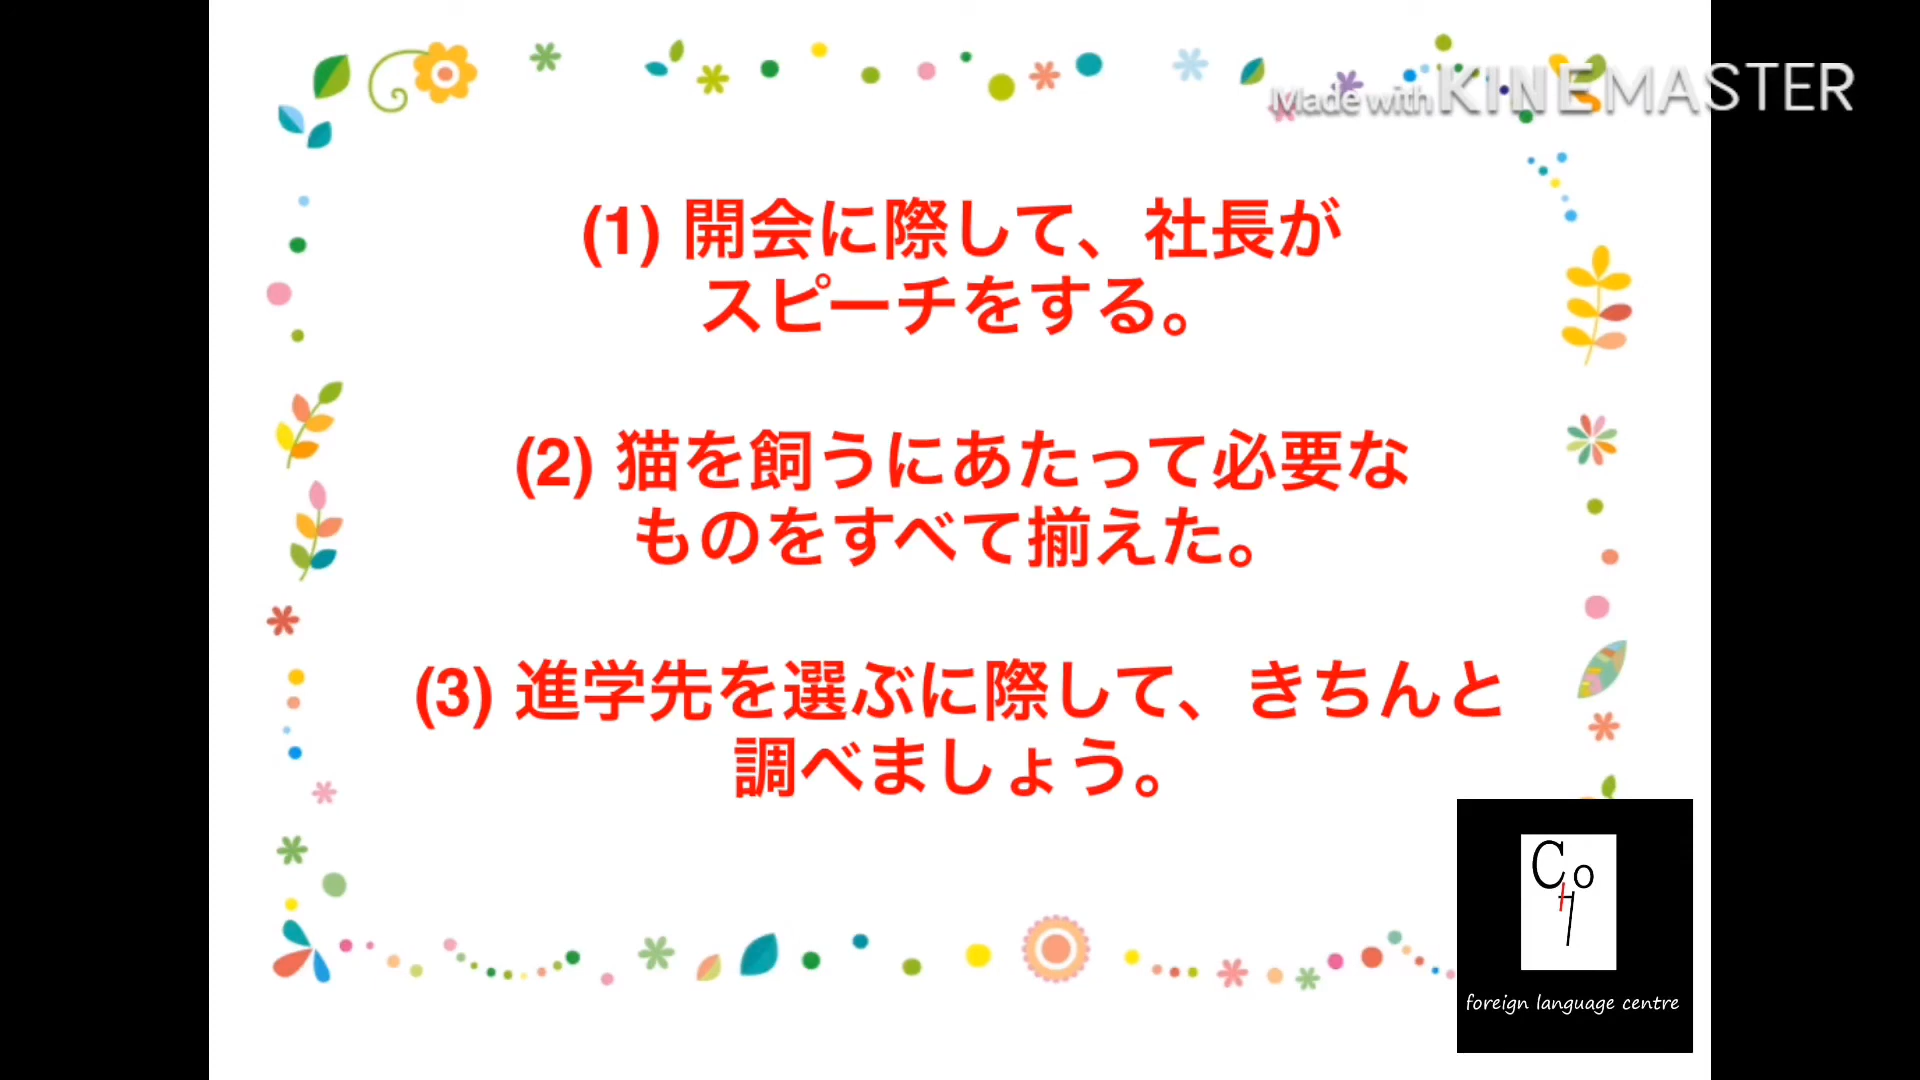 Made with KINEMASTER
(1) 開会に際して、社長が
スピーチをする。
(2) 猫を飼うにあたって必要な
ものをすべて揃えた。
(3) 進学先を選ぶに際して、きちんと
調べましょう。
foreign language centre